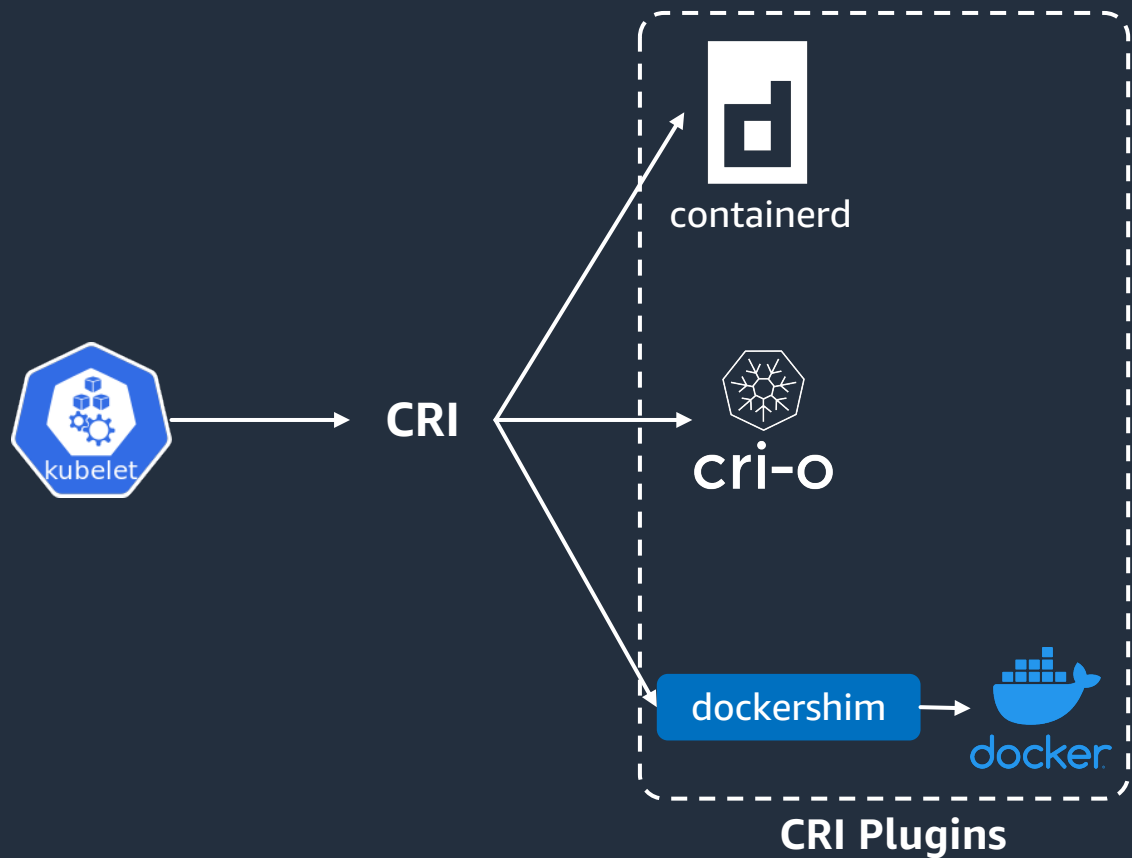 containerd
kubelet
CRI
cri-o
dockershim
docker
CRI Plugins